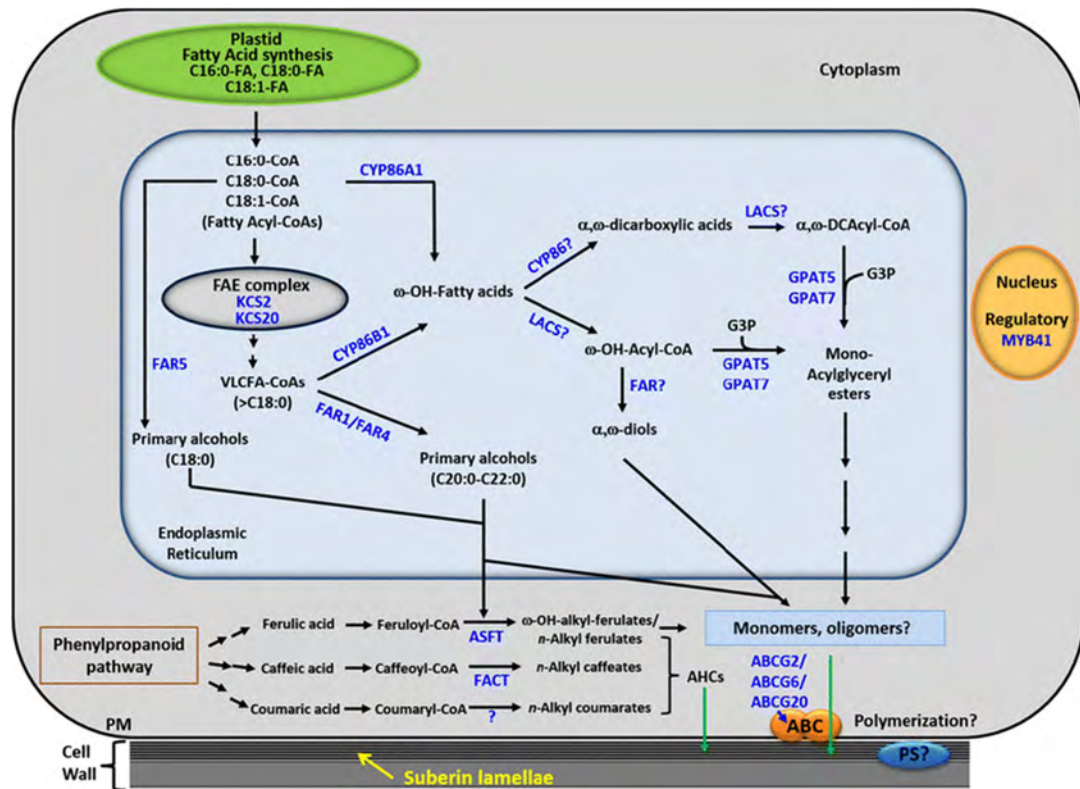 Plastid
Fatty Acid synthesis
C16:0-FA, C18:0-FA
C18:1-FA
Cytoplasm
C16:0-CoA
C18:0-CoA
C18:1-CoA
(Fatty Acyl-CoAs)
CYP86A1
FAE complex
KCS2
KCS20
ω-OH-Fatty acids
CYP86?
α,ω-dicarboxylic acids
LACS?
α,ω-DCAcyl-CoA
GPAT5
GPAT7
G3P
Nucleus
Regulatory
MYB41
CYP86B1
LACS?
ω-OH-Acyl-CoA
G3P
GPAT5
GPAT7
Mono-
Acylglyceryl
esters
FAR5
VLCFA-CoAs
(>C18:0)
FAR1/FAR4
FAR?
α,ω-diols
Primary alcohols
(C18:0)
Primary alcohols
(C20:0-C22:0)
Endoplasmic
Reticulum
Phenylpropanoid
pathway
Ferulic acid
Feruloyl-CoA
ASFT
ω-OH-alkyl-ferulates/
n-Alkyl ferulates
Caffeic acid
Caffeoyl-CoA
FACT
n-Alkyl caffeates
Coumaric acid
Coumaryl-CoA
?
n-Alkyl coumarates
AHCs
Monomers, oligomers?
ABCG2/
ABCG6/
ABCG20
ABC
Polymerization?
PS?
PM
Cell
Wall
Suberin lamellae